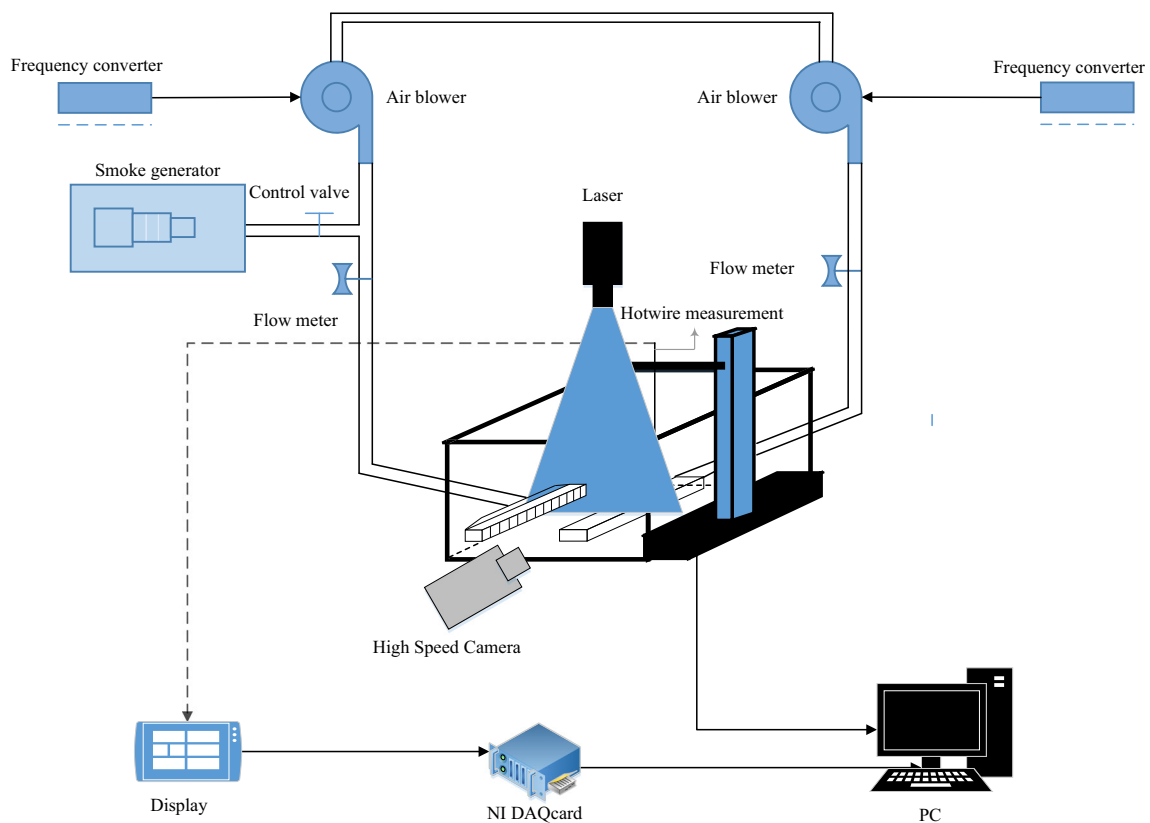 Frequency converter
Air blower
Air blower
Frequency converter
Smoke generator
Control valve
Laser
Flow meter
Flow meter
Hotwire measurement
High Speed Camera
Display
NI DAQcard
PC